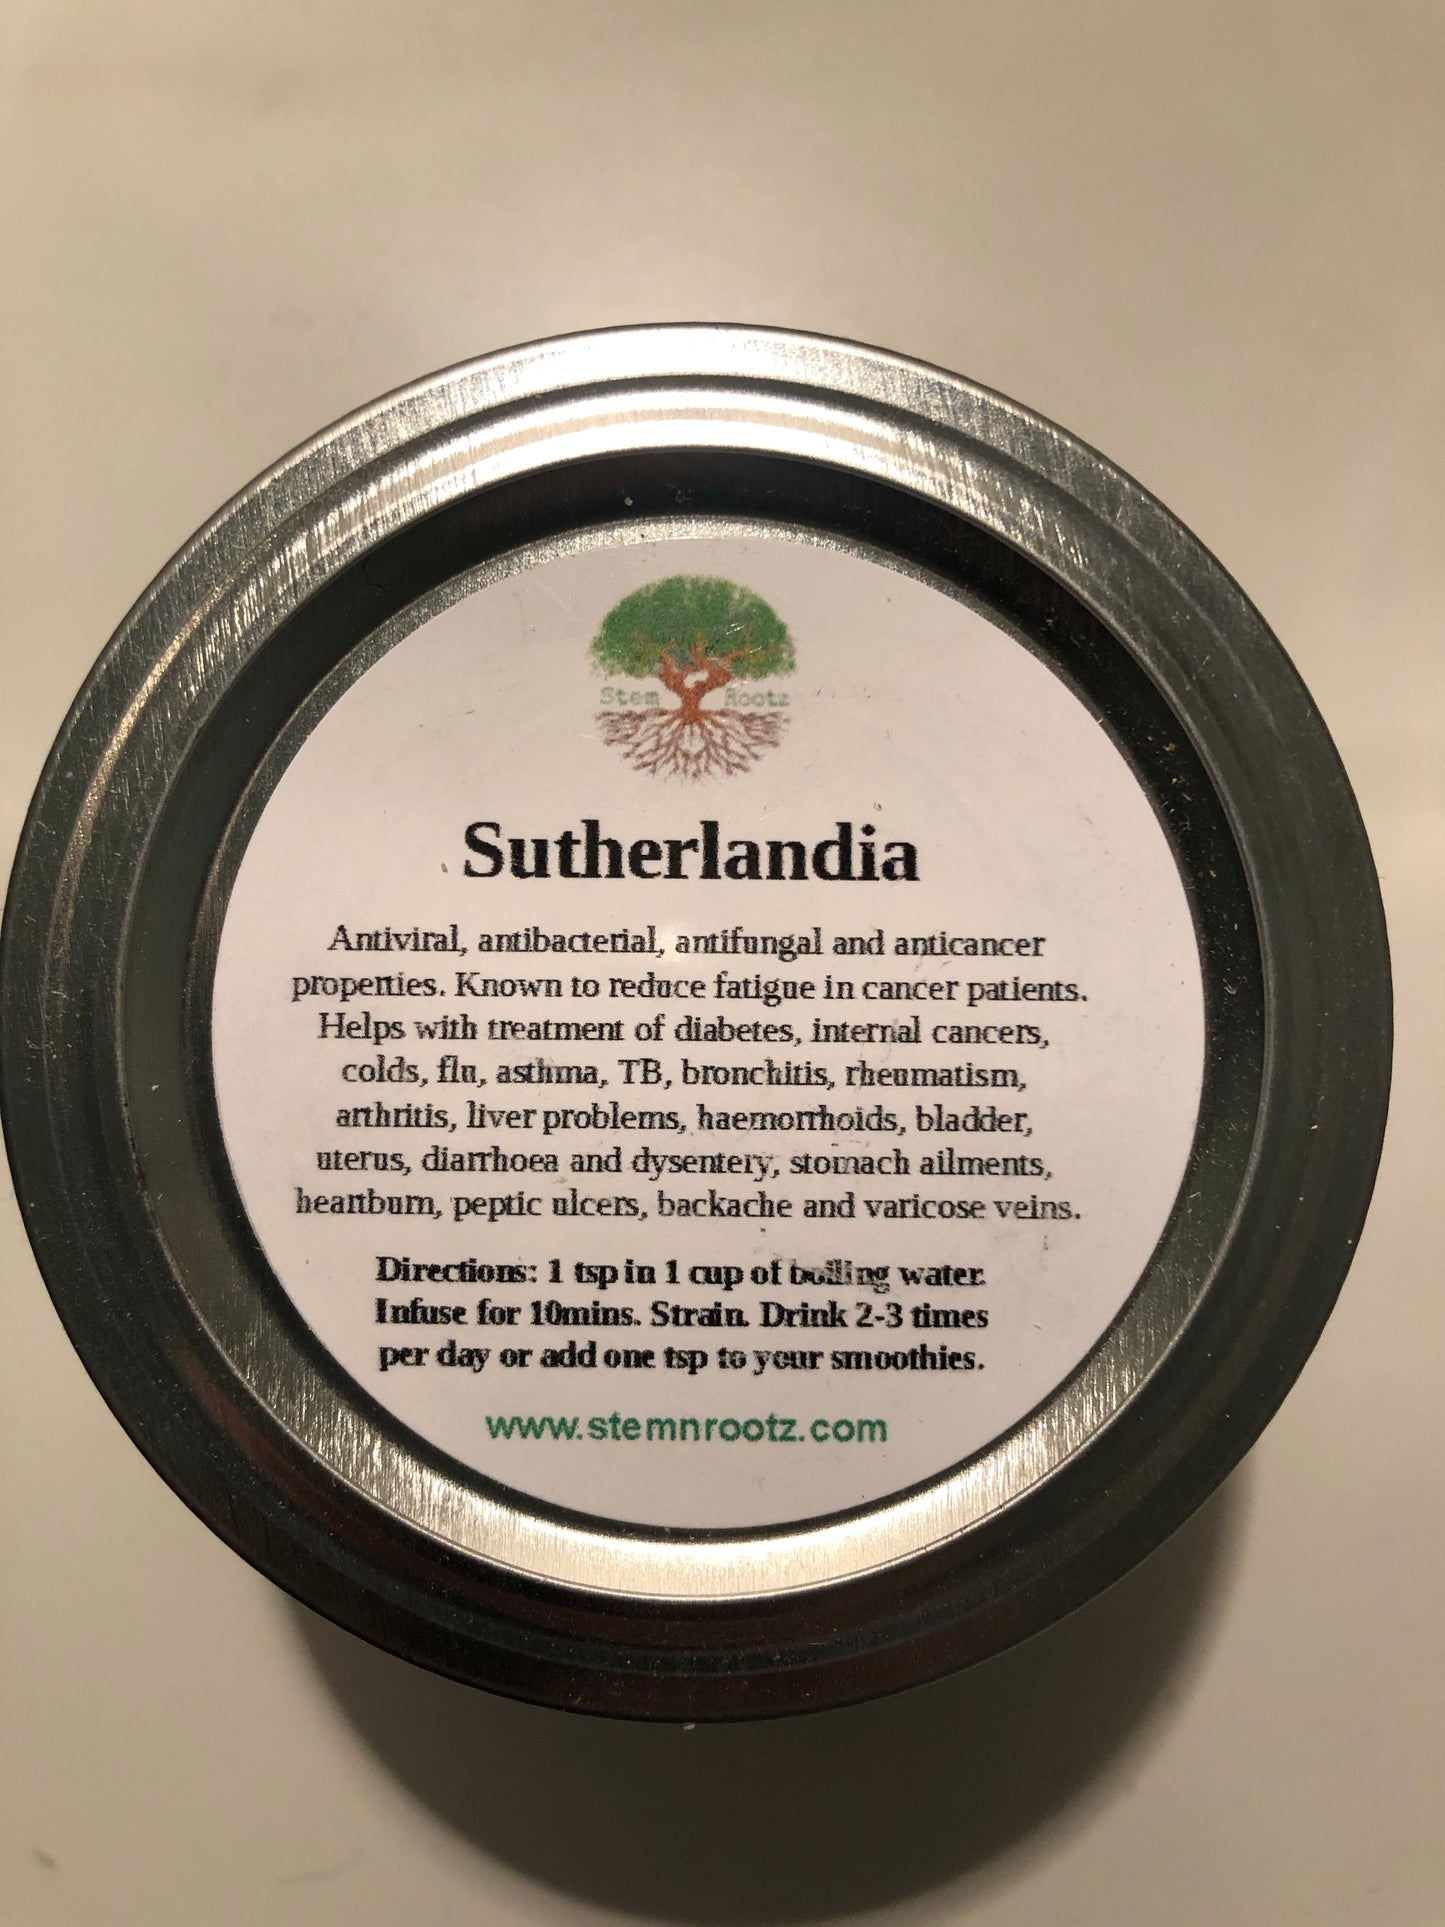 Stem Rootz
Sutherlandia
Antiviral, antibacterial, antifungal and anticancer
properties. Known to reduce fatigue in cancer patients.
Helps with treatment of diabetes, internal cancers,
colds, flu, asthma, TB, bronchitis, rheumatism,
arthritis, liver problems, haemorrhoids, bladder,
uterus, diarrhoea and dysentery, stomach ailments,
heartburn, peptic ulcers, backache and varicose veins.
Directions: 1 tsp in 1 cup of boiling water.
Infuse for 10mins. Strain. Drink 2-3 times
per day or add one tsp to your smoothies.
www.stemnrootz.com